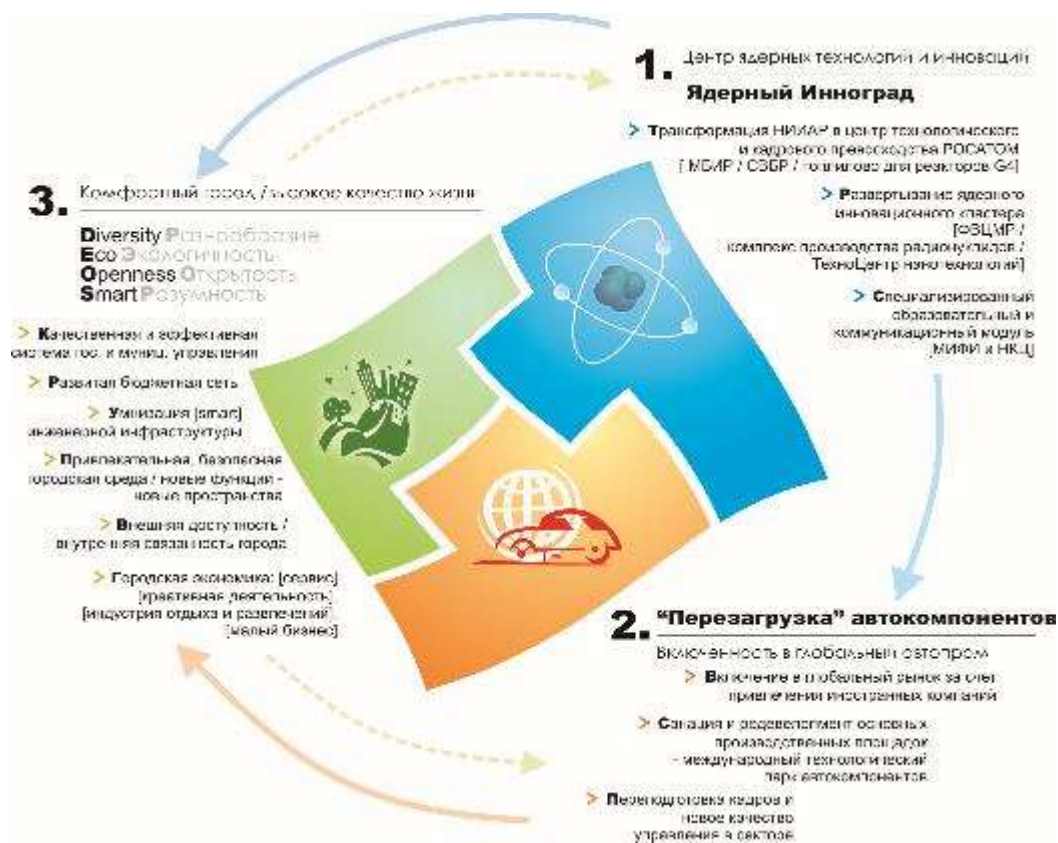 1. Центр ядерных технологий и инноваций
Ядерный Инноград
> Трансформация НИИАР в центр технологического
и кадрового превосходства РОСАТОМ
[ МБИР / СВБР / топливо для реакторов G4]
> Развертывание ядерного
инновационного кластера
[ФВЦМР /
комплекс производства радионуклидов /
ТехноЦентр нанотехнологий]
> Специализированный
образовательный и
коммуникационный модуль
[МИФИ и НКЦ]
2. "Перезагрузка" автокомпонентов
Включенность в глобальный автопром
> Включение в глобальный рынок за счет
привлечения иностранных компаний
> Санация и редевелопмент основных
производственных площадок
- международный технологический
парк автокомпонентов
> Переподготовка кадров и
новое качество
управления в секторе
3. Комфортный город / высокое качество жизни
Diversity Разнообразие
Eco Экологичность
Openness Открытость
Smart Разумность
> Качественная и эффективная
система гос. и муниц. управления
> Развитая бюджетная сеть
> Умнизация [smart]
инженерной инфраструктуры
> Привлекательная, безопасная
городская среда / новые функции -
новые пространства
> Внешняя доступность /
внутренняя связанность города
> Городская экономика: [сервис]
[креативная деятельность]
[индустрия отдыха и развлечений]
[малый бизнес]